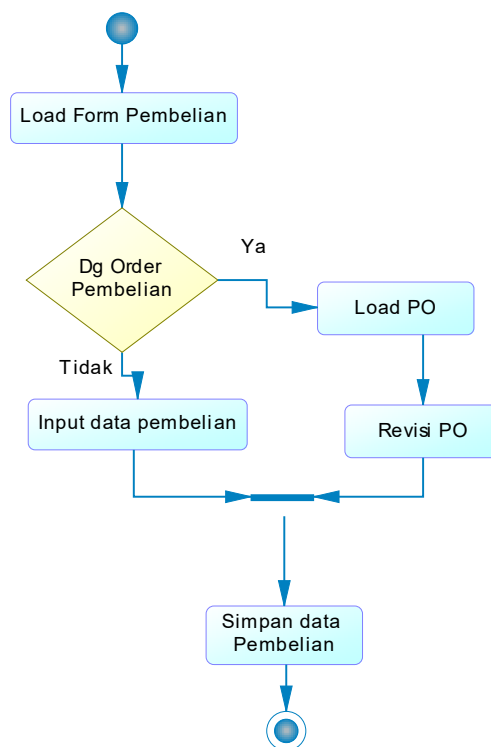 Load Form Pembelian
Ya
Dg Order
Pembelian
Load PO
Tidak
Input data pembelian
Revisi PO
Simpan data
Pembelian